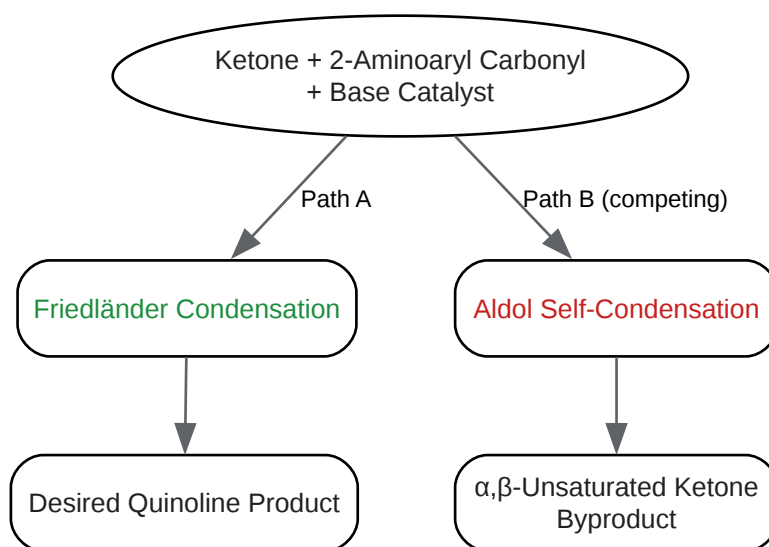 Ketone + 2-Aminoaryl Carbonyl
+ Base Catalyst
Path A
Path B (competing)
Friedländer Condensation
Aldol Self-Condensation
Desired Quinoline Product
α,β-Unsaturated Ketone
Byproduct